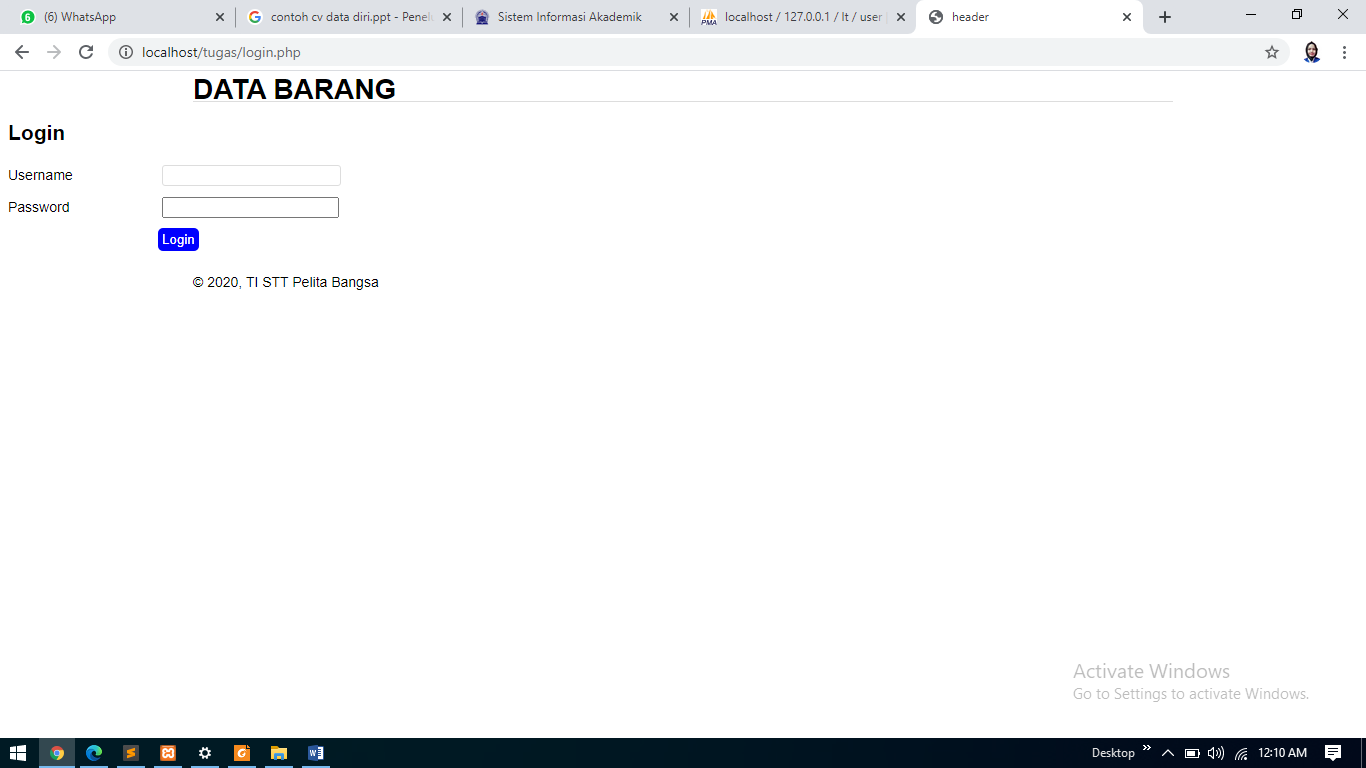 (6) WhatsApp
contoh cv data diri.ppt - Penel
Sistem Informasi Akademik
localhost / 127.0.0.1 / lt / user
header
localhost/tugas/login.php
DATA BARANG
Login
Username
Password
Login
© 2020, TI STT Pelita Bangsa
Activate Windows
Go to Settings to activate Windows.
Desktop
12:10 AM